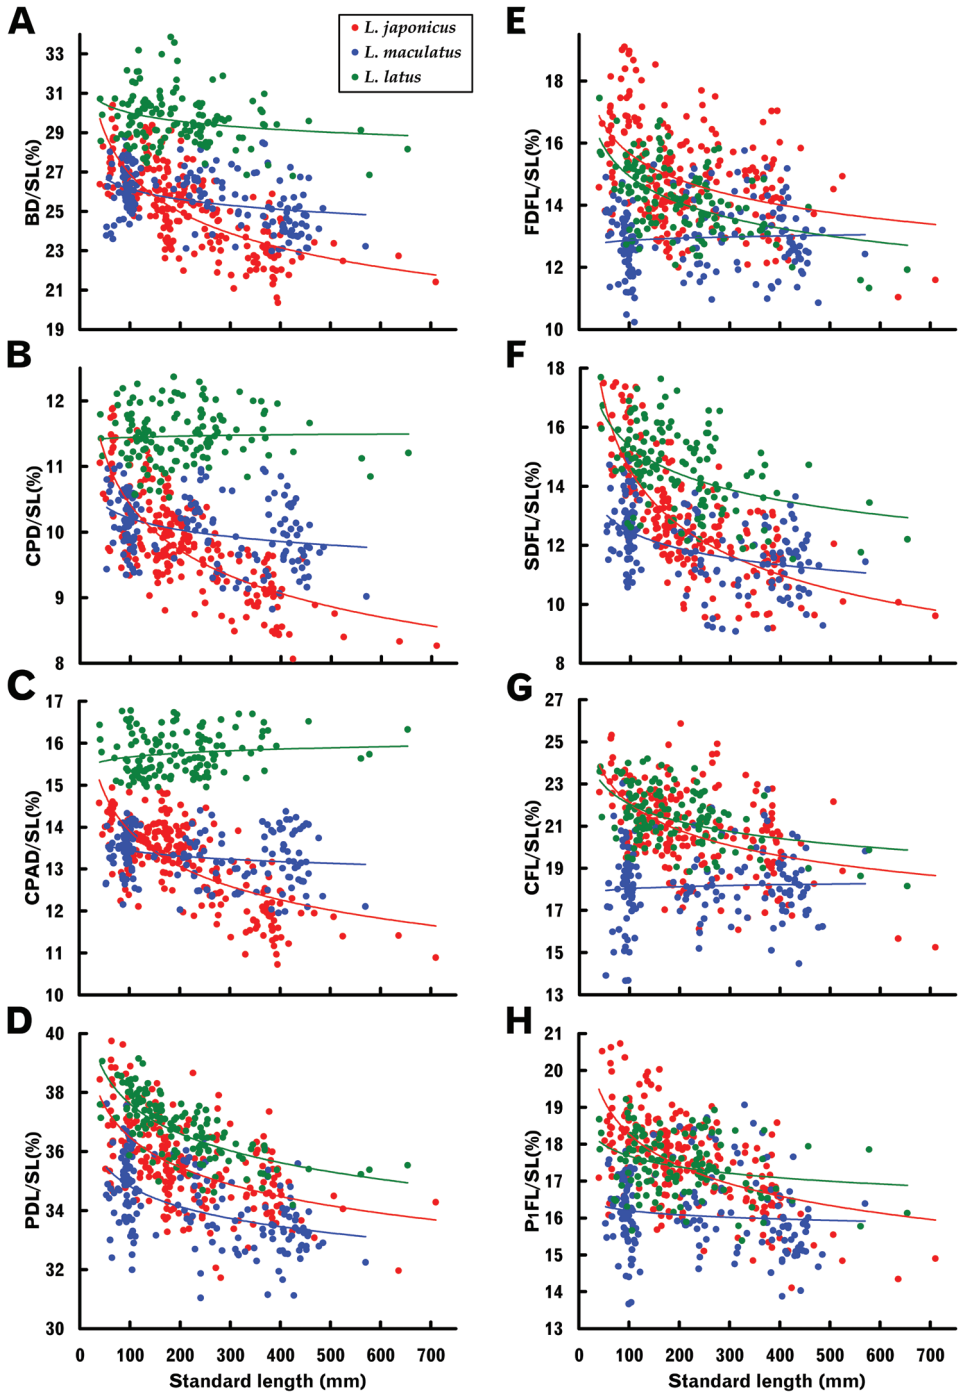 A
L. japonicus
L. maculatus
L. latus
33
31
29
27
25
23
21
19
BD/SL(%)
E
18
16
14
12
10
FDFL/SL(%)
B
12
11
10
9
8
CPD/SL(%)
F
18
16
14
12
10
8
SDFL/SL(%)
C
17
16
15
14
13
12
11
10
CPAD/SL(%)
G
27
25
23
21
19
17
15
13
CFL/SL(%)
D
40
38
36
34
32
30
PDL/SL(%)
0 100 200 300 400 500 600 700
Standard length (mm)
H
21
20
19
18
17
16
15
14
13
P1FL/SL(%)
0 100 200 300 400 500 600 700
Standard length (mm)